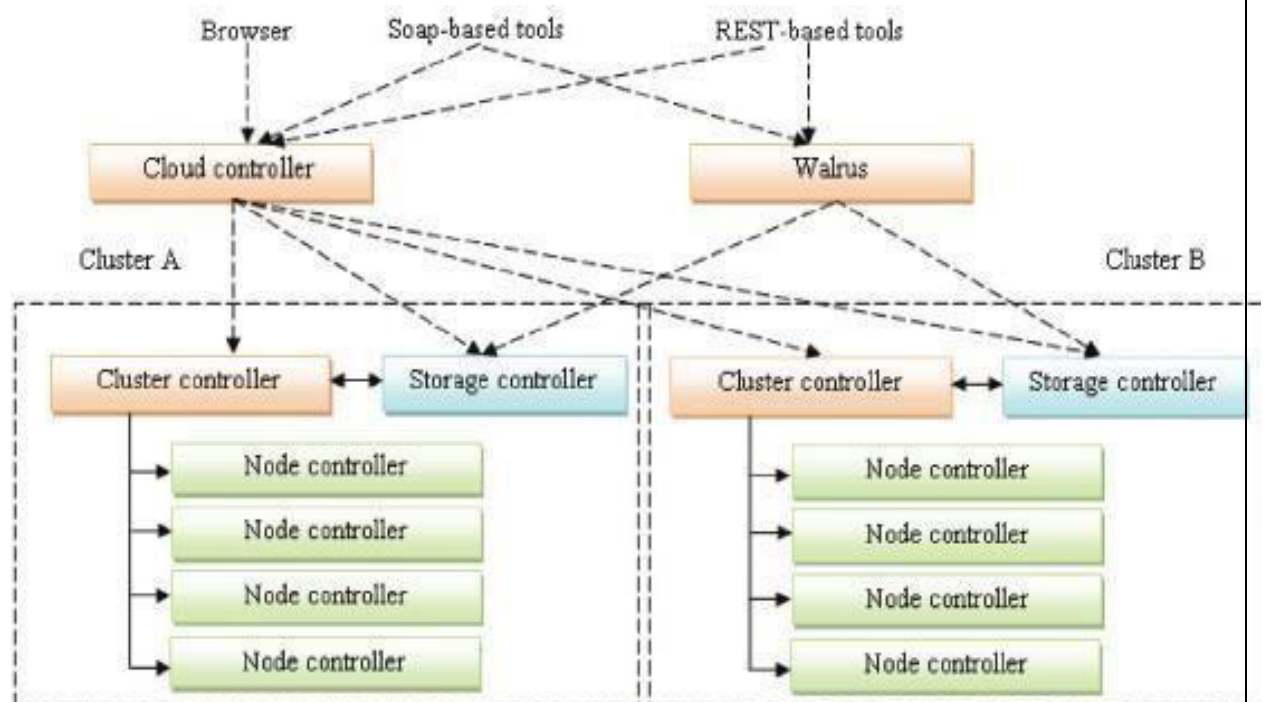 Browser
Soap-based tools
REST-based tools
Cloud controller
Walrus
Cluster A
Cluster B
Cluster controller
Storage controller
Cluster controller
Storage controller
Node controller
Node controller
Node controller
Node controller
Node controller
Node controller
Node controller
Node controller